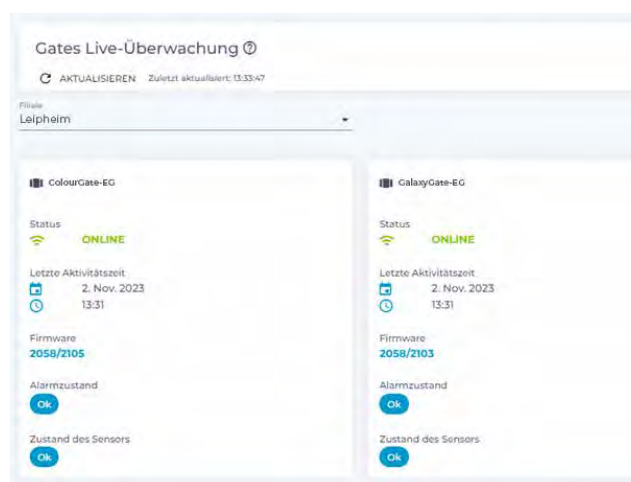 Gates Live-Überwachung ?
AKTUALISIEREN Zuletzt aktualisiert: 13:33:47
Filiale
Leipheim
ColourGate-EG
Status
ONLINE
Letzte Aktivitätszeit
2. Nov. 2023
13:31
Firmware
2058/2105
Alarmzustand
Ok
Zustand des Sensors
Ok
GalaxyGate-EG
Status
ONLINE
Letzte Aktivitätszeit
2. Nov. 2023
13:31
Firmware
2058/2103
Alarmzustand
Ok
Zustand des Sensors
Ok